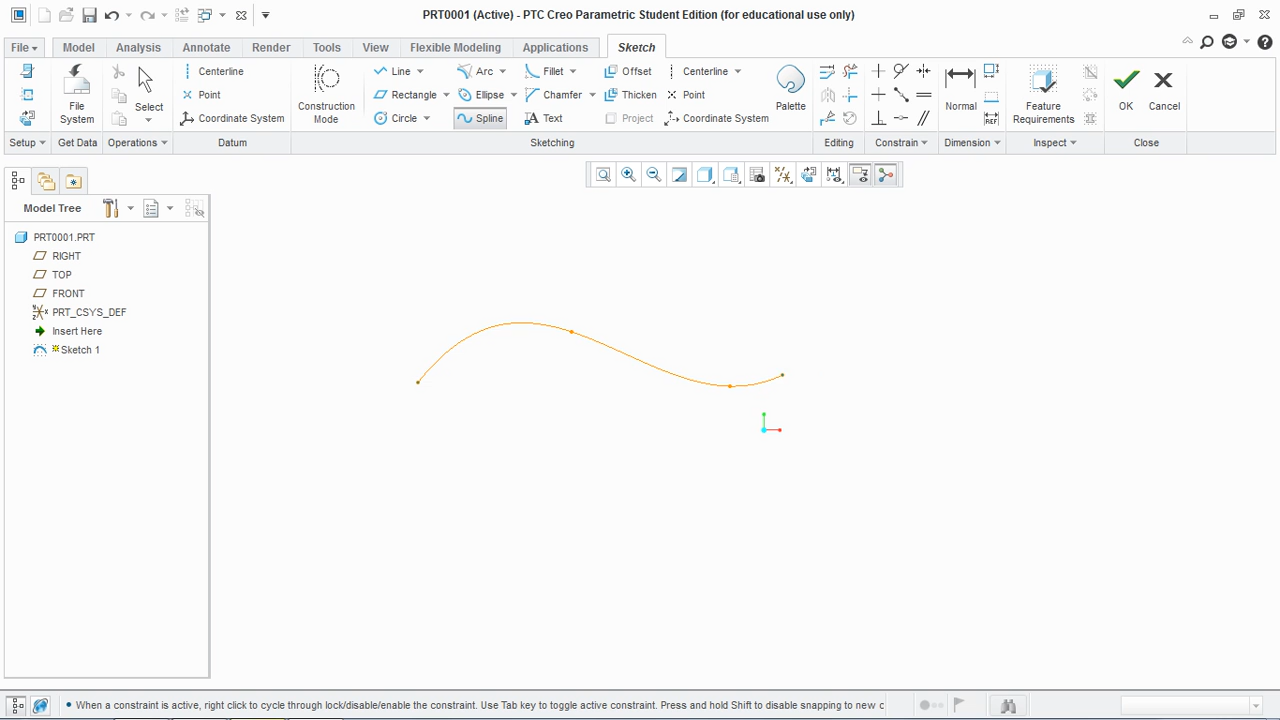 PRT0001 (Active) - PTC Creo Parametric Student Edition (for educational use only)
File Model Analysis Annotate Render Tools View Flexible Modeling Applications Sketch
Centerline Line Arc Fillet Offset Centerline
Point Rectangle Ellipse Chamfer Thicken Point
Coordinate System Circle Spline Text Project Coordinate System
File System
Select
Construction Mode
Palette
Normal
Feature Requirements
OK
Cancel
Setup Get Data Operations Datum Sketching Editing Constrain Dimension Inspect Close
Model Tree
PRT0001.PRT
RIGHT
TOP
FRONT
PRT_CSYS_DEF
Insert Here
Sketch 1
• When a constraint is active, right click to cycle through lock/disable/enable the constraint. Use Tab key to toggle active constraint. Press and hold Shift to disable snapping to new c